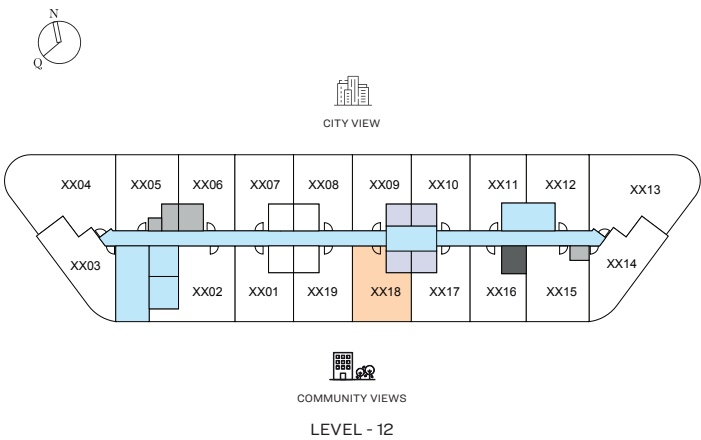 N
Q
CITY VIEW
XX04 XX05 XX06 XX07 XX08 XX09 XX10 XX11 XX12 XX13
XX03 XX02 XX01 XX19 XX18 XX17 XX16 XX15 XX14
COMMUNITY VIEWS
LEVEL - 12